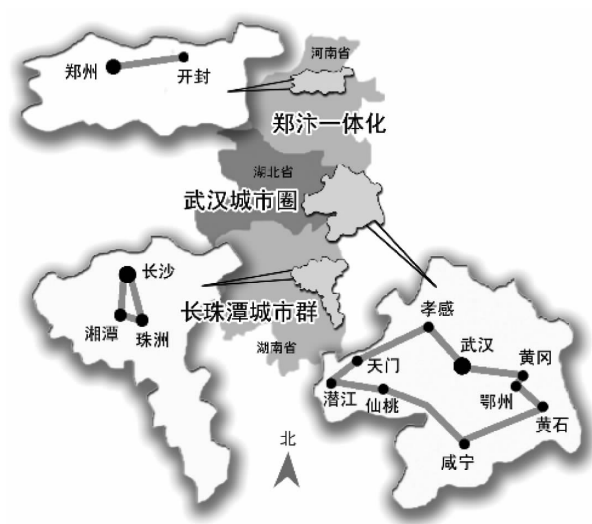 河南省
郑州
开封
郑汴一体化
湖北省
武汉城市圈
长沙
湘潭
珠洲
长珠潭城市群
湖南省
孝感
武汉
天门
黄冈
潜江
仙桃
鄂州
黄石
咸宁
北